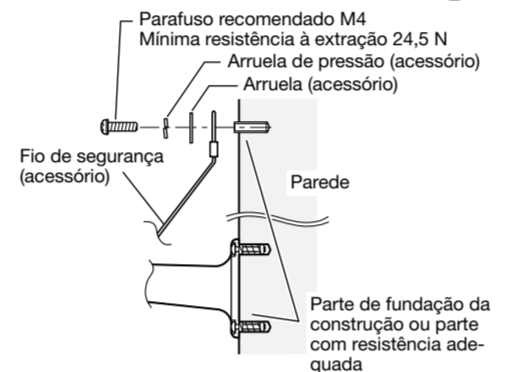 Parafuso recomendado M4
Mínima resistência à extração 24,5 N
Arruela de pressão (acessório)
Arruela (acessório)
Fio de segurança
(acessório)
Parede
Parte de fundação da
construção ou parte
com resistência ade-
quada